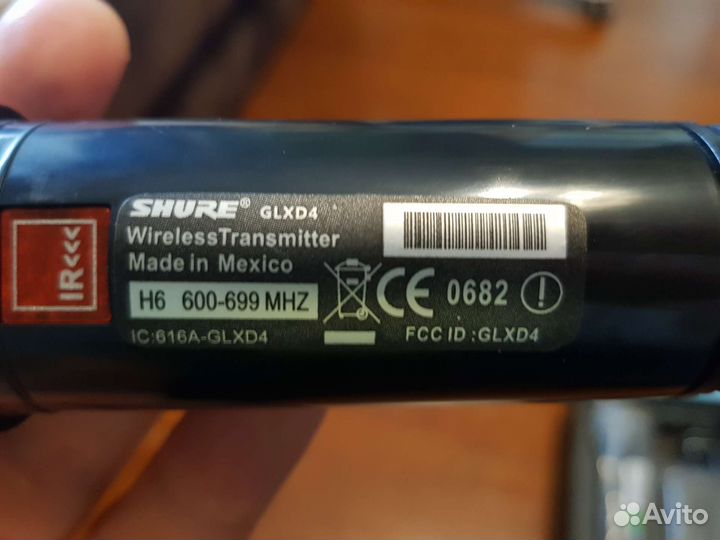 SHURE® GLXD4
WirelessTransmitter
Made in Mexico
H6 600-699 MHZ
IC:616A-GLXD4
CE 0682
FCC ID :GLXD4
IR<<<
Avito